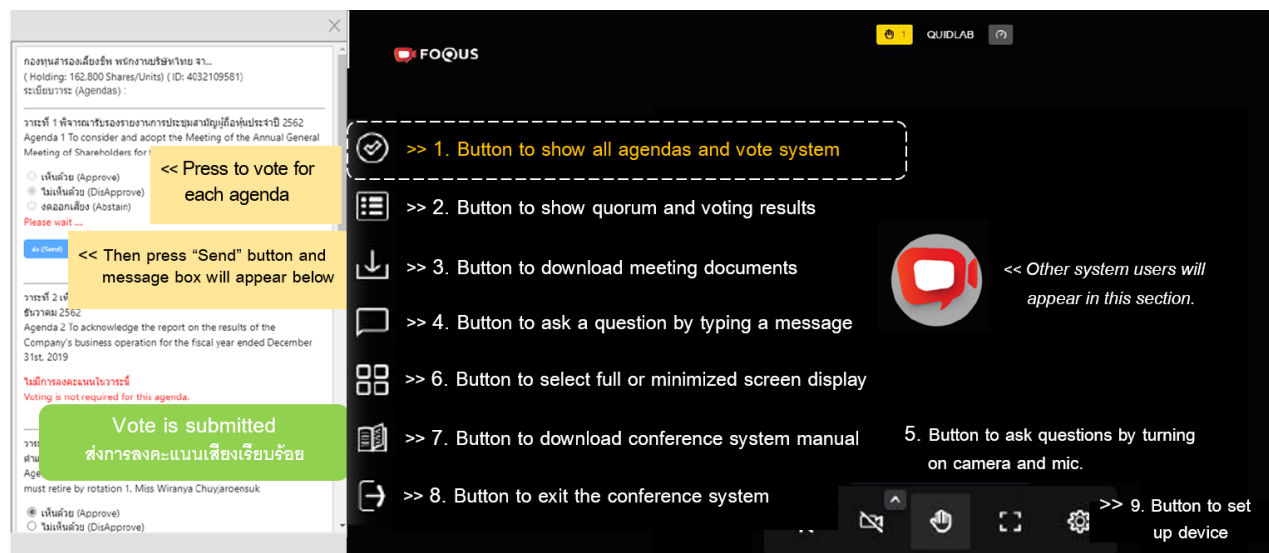 กองทุนสำรองเลี้ยงชีพ พนักงานบริษัทไทย จา...
( Holding: 162,800 Shares/Units) ( ID: 4032109581)
ระเบียบวาระ (Agendas) :
วาระที่ 1 พิจารณารับรองรายงานการประชุมสามัญผู้ถือหุ้นประจำปี 2562
Agenda 1 To consider and adopt the Meeting of the Annual General
Meeting of Shareholders for
เห็นด้วย (Approve)
ไม่เห็นด้วย (DisApprove)
งดออกเสียง (Abstain)
Please wait ...
<< Press to vote for
each agenda
ส่ง (Send)
<< Then press “Send” button and
message box will appear below
วาระที่ 2
ธันวาคม 2562
Agenda 2 To acknowledge the report on the results of the
Company's business operation for the fiscal year ended December
31st, 2019
ไม่มีการลงคะแนนในวาระนี้
Voting is not required for this agenda.
Vote is submitted
ส่งการลงคะแนนเสียงเรียบร้อย
must retire by rotation 1. Miss Wiranya Chuyjaroensuk
เห็นด้วย (Approve)
ไม่เห็นด้วย (DisApprove)
FOQUS
1
QUIDLAB
>> 1. Button to show all agendas and vote system
>> 2. Button to show quorum and voting results
>> 3. Button to download meeting documents
>> 4. Button to ask a question by typing a message
>> 6. Button to select full or minimized screen display
>> 7. Button to download conference system manual
>> 8. Button to exit the conference system
<< Other system users will
appear in this section.
5. Button to ask questions by turning
on camera and mic.
>> 9. Button to set
up device